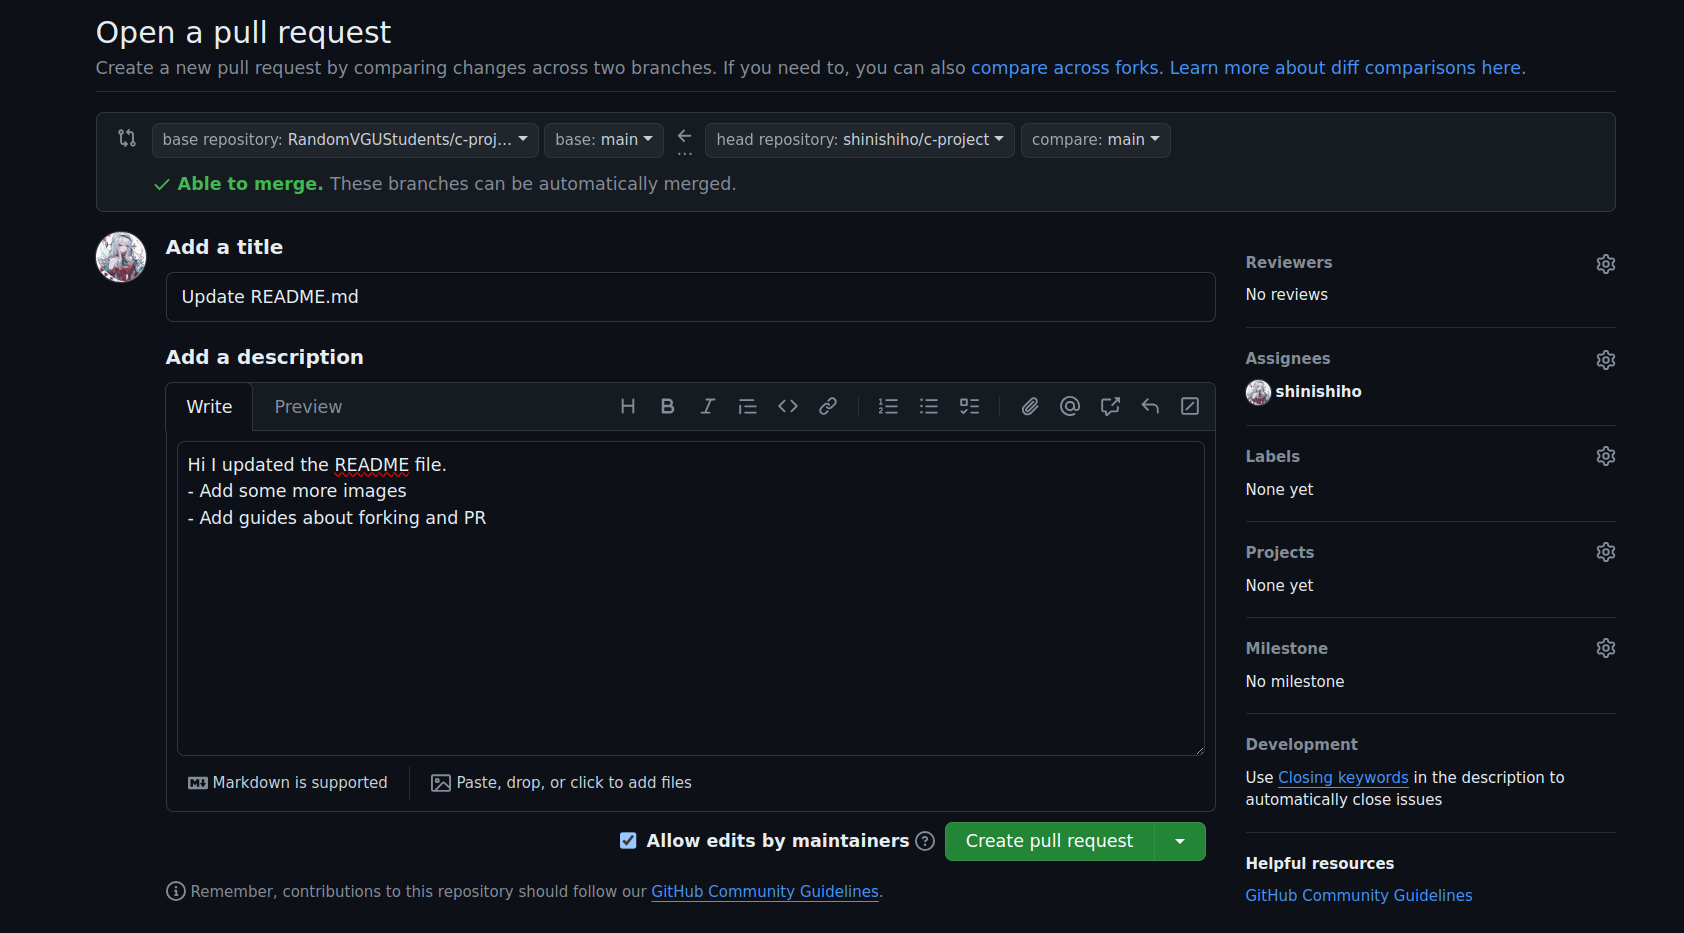 Open a pull request
Create a new pull request by comparing changes across two branches. If you need to, you can also compare across forks. Learn more about diff comparisons here.
base repository: RandomVGUStudents/c-proj... base: main head repository: shinishiho/c-project compare: main
Able to merge. These branches can be automatically merged.
Add a title
Update README.md
Add a description
Write Preview
Hi I updated the README file.
- Add some more images
- Add guides about forking and PR
Markdown is supported Paste, drop, or click to add files
Allow edits by maintainers Create pull request
Remember, contributions to this repository should follow our GitHub Community Guidelines.
Reviewers
No reviews
Assignees
shinishiho
Labels
None yet
Projects
None yet
Milestone
No milestone
Development
Use Closing keywords in the description to
automatically close issues
Helpful resources
GitHub Community Guidelines